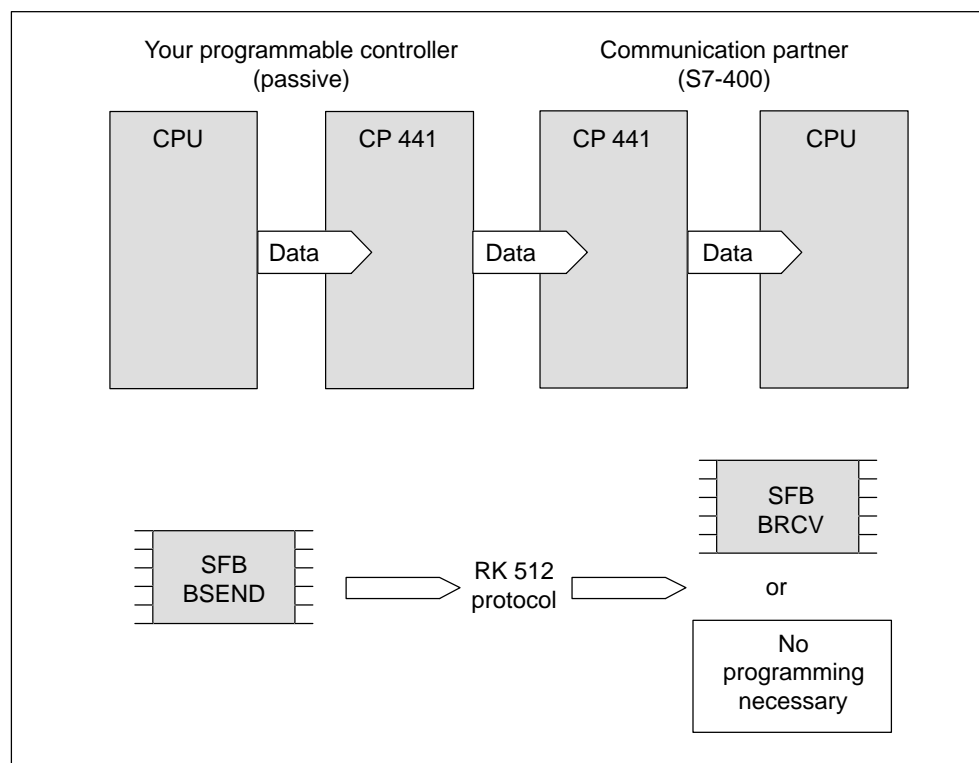 Your programmable controller
(passive)
Communication partner
(S7-400)
CPU
CP 441
CP 441
CPU
Data
Data
Data
SFB
BSEND
RK 512
protocol
SFB
BRCV
or
No
programming
necessary